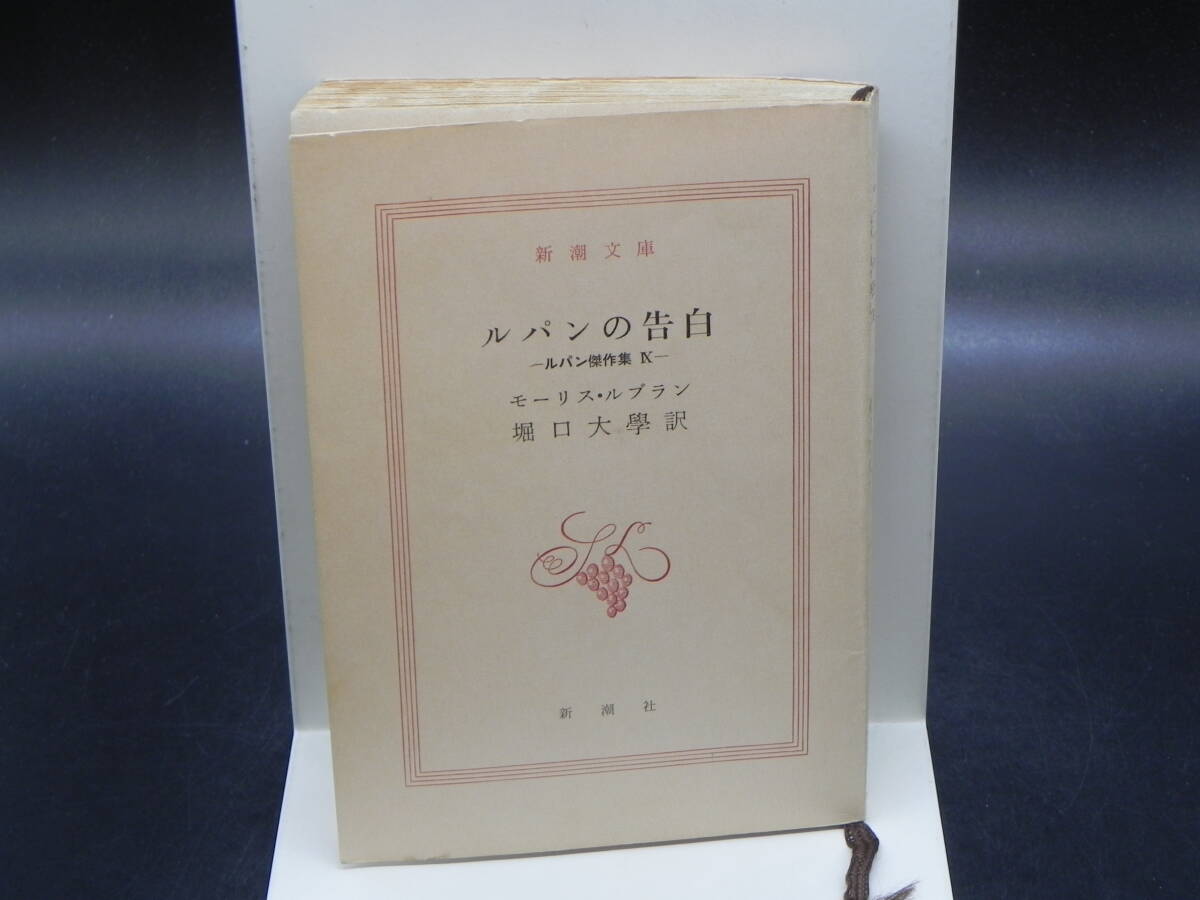 新潮文庫
ルパンの告白
―ルパン傑作集 Ⅸ―
モーリス・ルブラン
堀口大學訳
新潮社